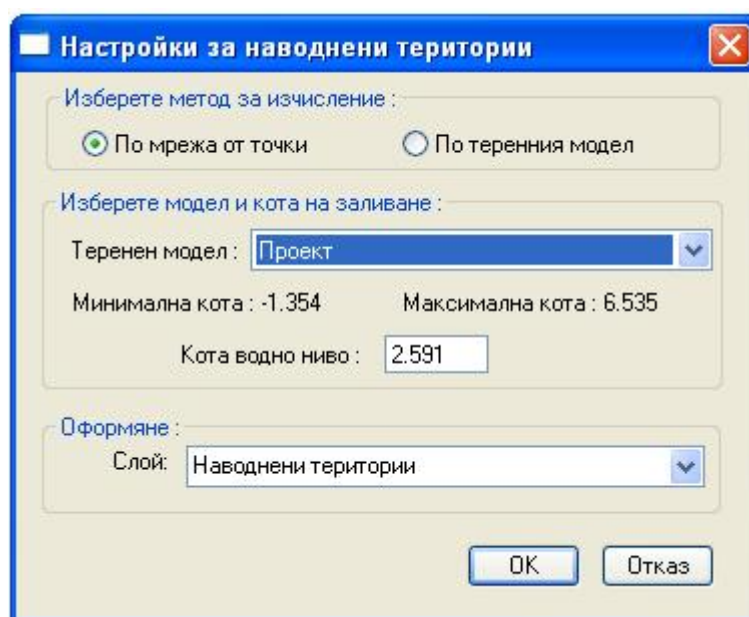 Настройки за наводнени територии
Изберете метод за изчисление :
По мрежа от точки По теренния модел
Изберете модел и кота на заливане :
Теренен модел : Проект
Минимална кота : -1.354 Максимална кота : 6.535
Кота водно ниво : 2.591
Оформяне :
Слой: Наводнени територии
OK Отказ